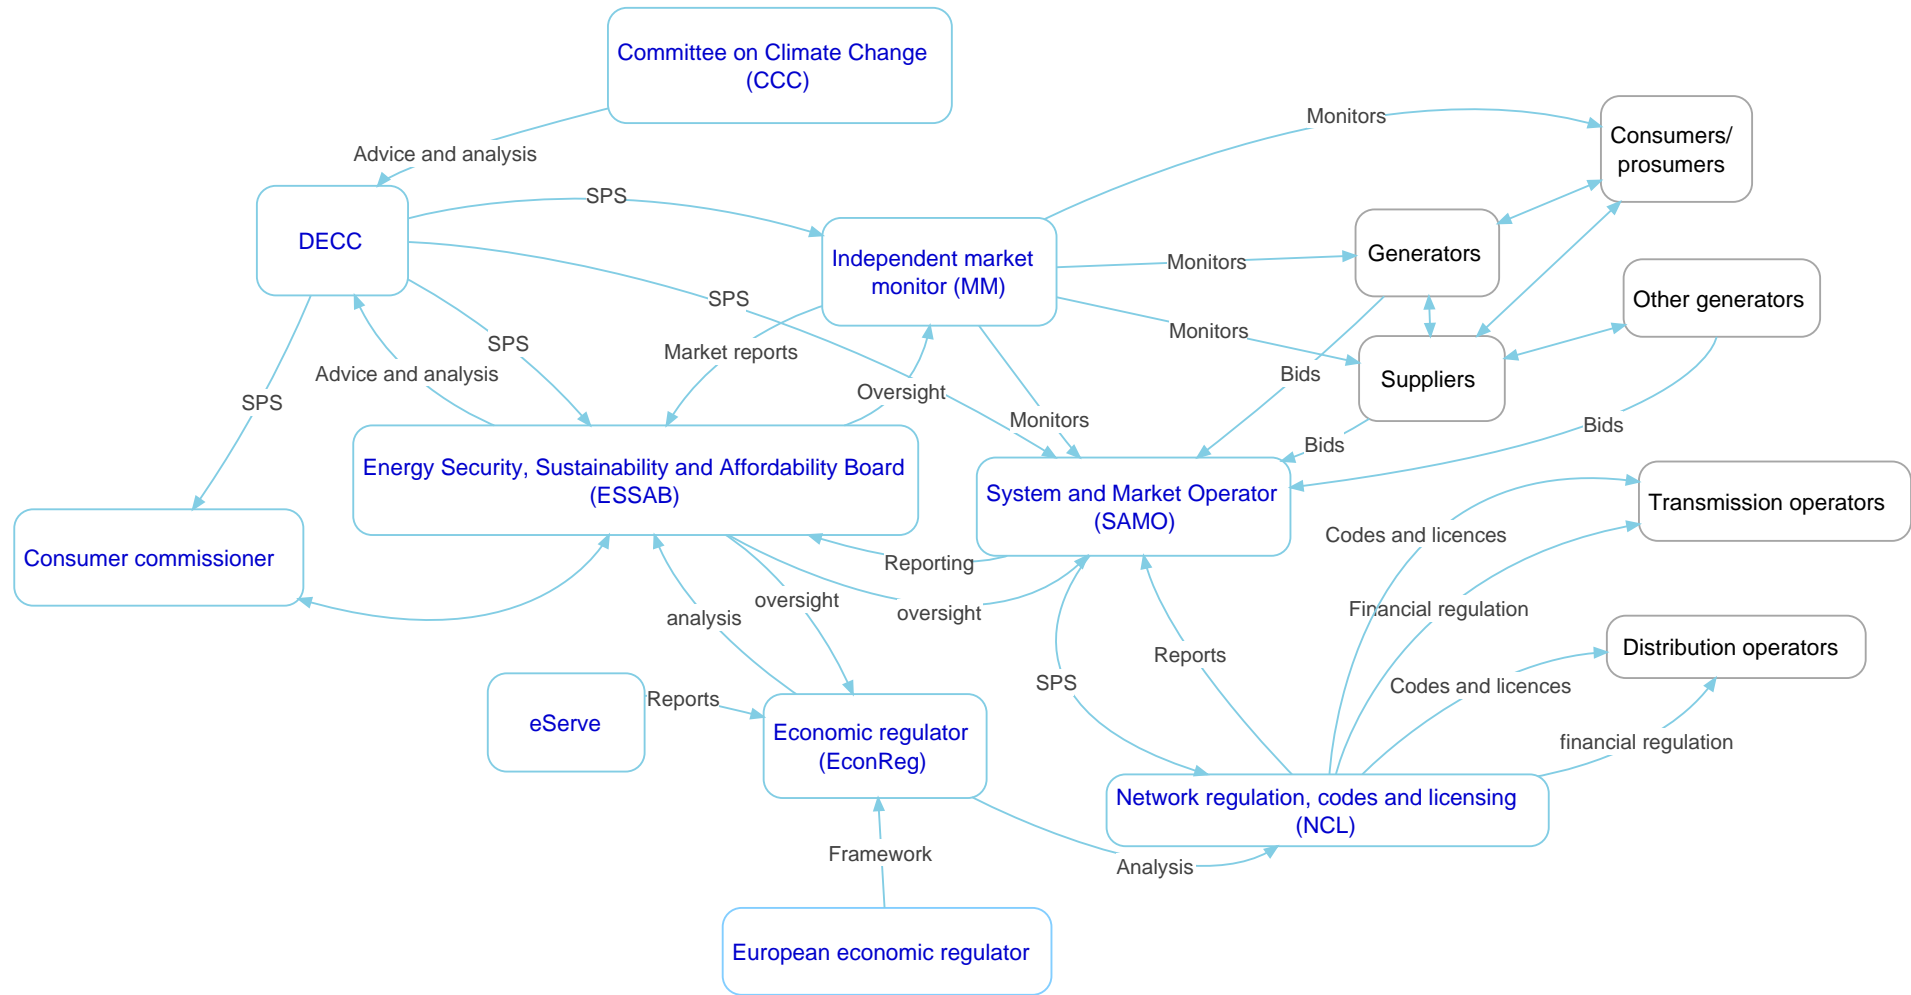 Committee on Climate Change
(CCC)
Monitors
Consumers/
prosumers
Advice and analysis
SPS
DECC
Independent market
monitor (MM)
Monitors
Generators
Other generators
SPS
Monitors
SPS
Market reports
Advice and analysis
Bids
Suppliers
SPS
Oversight
Monitors
Bids
Bids
Energy Security, Sustainability and Affordability Board
(ESSAB)
System and Market Operator
(SAMO)
Transmission operators
Consumer commissioner
Reporting
Codes and licences
oversight
oversight
analysis
Financial regulation
Reports
SPS
Distribution operators
Codes and licences
Reports
eServe
Economic regulator
(EconReg)
financial regulation
Network regulation, codes and licensing
(NCL)
Framework
Analysis
European economic regulator